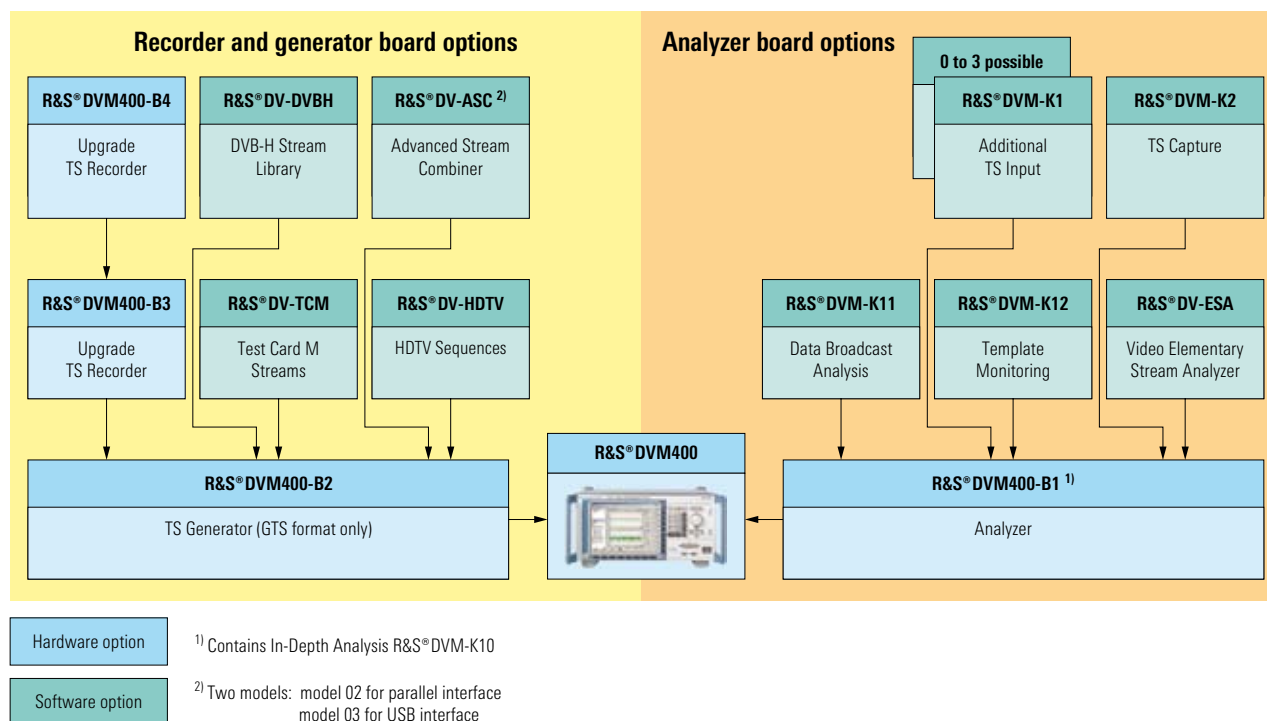 Recorder and generator board options
Analyzer board options
R&S®DVM400-B4
Upgrade
TS Recorder
R&S®DV-DVBH
DVB-H Stream
Library
R&S®DV-ASC 2)
Advanced Stream
Combiner
0 to 3 possible
R&S®DVM-K1
Additional
TS Input
R&S®DVM-K2
TS Capture
R&S®DVM400-B3
Upgrade
TS Recorder
R&S®DV-TCM
Test Card M
Streams
R&S®DV-HDTV
HDTV Sequences
R&S®DVM-K11
Data Broadcast
Analysis
R&S®DVM-K12
Template
Monitoring
R&S®DV-ESA
Video Elementary
Stream Analyzer
R&S®DVM400-B2
TS Generator (GTS format only)
R&S®DVM400
R&S®DVM400-B1 1)
Analyzer
Hardware option
1) Contains In-Depth Analysis R&S®DVM-K10
Software option
2) Two models: model 02 for parallel interface
model 03 for USB interface